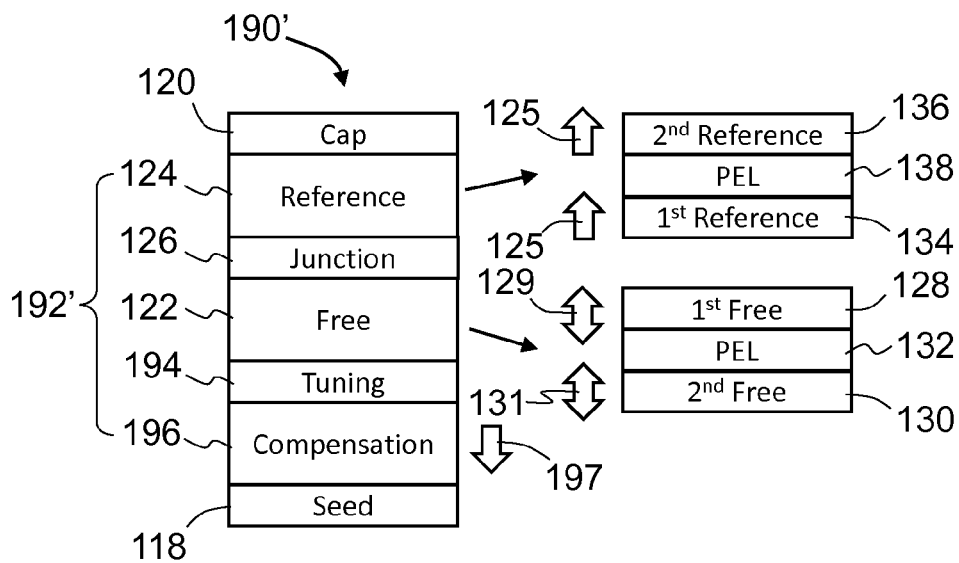 190’
120
Cap
125
2nd Reference
136
124
Reference
PEL
138
1st Reference
134
126
Junction
125
192’
122
Free
129
1st Free
128
PEL
132
194
Tuning
131
2nd Free
130
196
Compensation
197
118
Seed